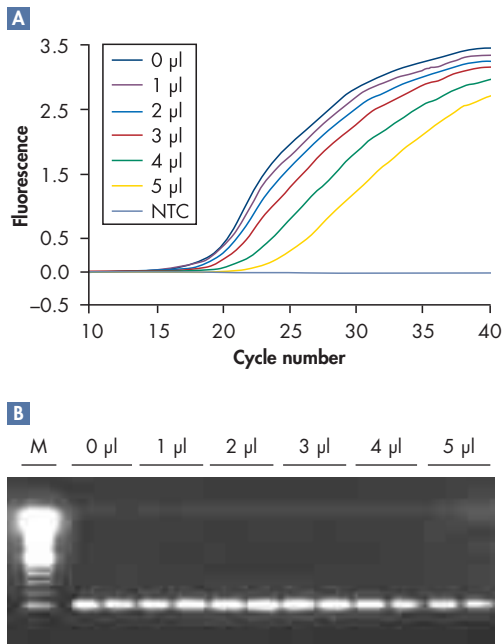 A
3.5
2.5
1.5
0.5
0.0
–0.5
Fluorescence
0 µl
1 µl
2 µl
3 µl
4 µl
5 µl
NTC
10 15 20 25 30 35 40
Cycle number
B
M 0 µl 1 µl 2 µl 3 µl 4 µl 5 µl